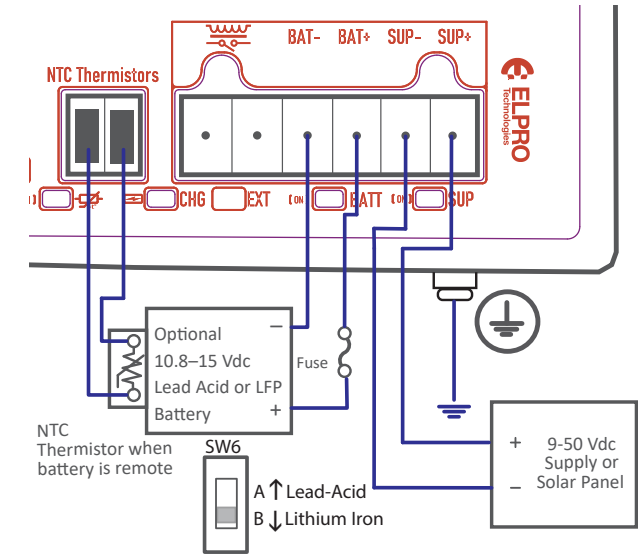 BAT- BAT+ SUP- SUP+
NTC Thermistors
ELPRO
Technologies
CHG
EXT
(ON)
BATT
(ON)
SUP
Optional
10.8–15 Vdc
Lead Acid or LFP
Battery
−
+
Fuse
NTC
Thermistor when
battery is remote
SW6
A ↑ Lead-Acid
B ↓ Lithium Iron
+
−
9-50 Vdc
Supply or
Solar Panel